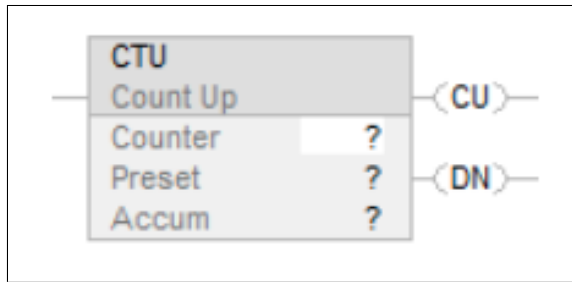 CTU
Count Up (CU)
Counter ?
Preset ? (DN)
Accum ?